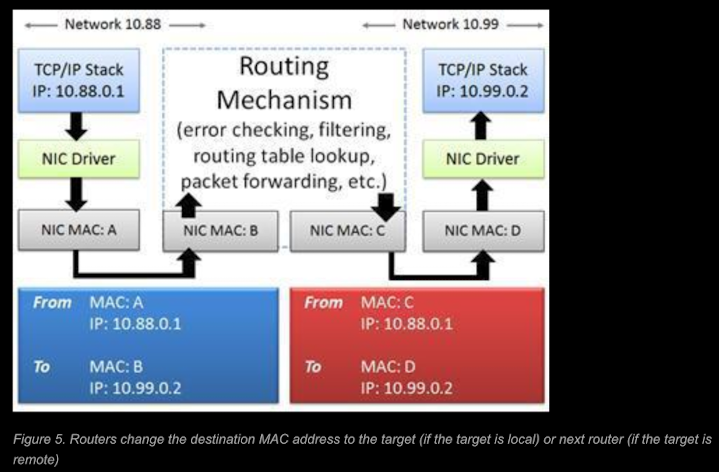 Network 10.88
Network 10.99
TCP/IP Stack
IP: 10.88.0.1
Routing
Mechanism
(error checking, filtering,
routing table lookup,
packet forwarding, etc.)
TCP/IP Stack
IP: 10.99.0.2
NIC Driver
NIC Driver
NIC MAC: A
NIC MAC: B
NIC MAC: C
NIC MAC: D
From MAC: A
IP: 10.88.0.1
To MAC: B
IP: 10.99.0.2
From MAC: C
IP: 10.88.0.1
To MAC: D
IP: 10.99.0.2
Figure 5. Routers change the destination MAC address to the target (if the target is local) or next router (if the target is
remote)